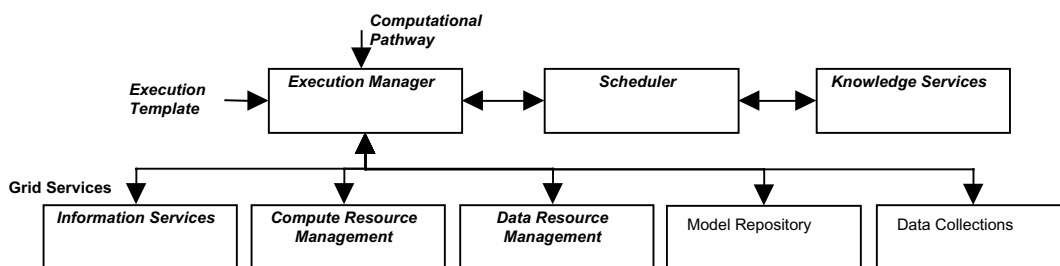 Computational
Pathway
Execution Manager
Scheduler
Knowledge Services
Execution
Template
Grid Services
Information Services
Compute Resource
Management
Data Resource
Management
Model Repository
Data Collections